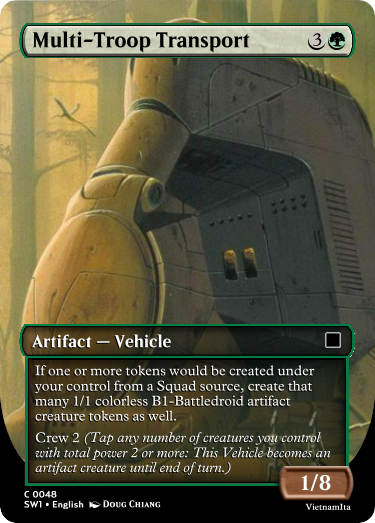 Multi-Troop Transport 3
Artifact — Vehicle
If one or more tokens would be created under
your control from a Squad source, create that
many 1/1 colorless B1-Battledroid artifact
creature tokens as well.
Crew 2 (Tap any number of creatures you control
with total power 2 or more: This Vehicle becomes an
artifact creature until end of turn.)
1/8
C 0048
SW1 • English Doug Chiang
VietnamIta